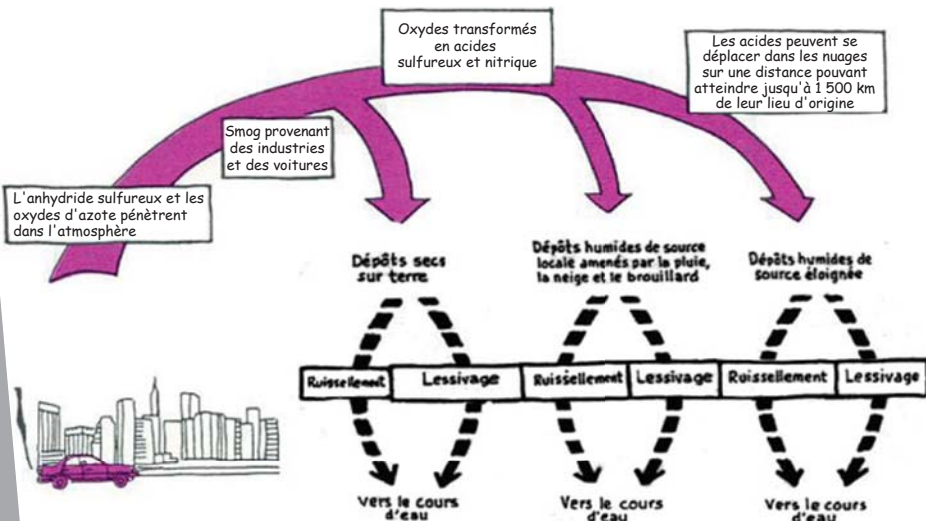 Oxydes transformés
en acides
sulfureux et nitrique
Les acides peuvent se
déplacer dans les nuages
sur une distance pouvant
atteindre jusqu'à 1 500 km
de leur lieu d'origine
Smog provenant
des industries
et des voitures
L'anhydride sulfureux et les
oxydes d'azote pénètrent
dans l'atmosphère
Dépôts secs
sur terre
Dépôts humides de source
locale amenés par la pluie,
la neige et le brouillard
Dépôts humides de
source éloignée
Ruissellement
Lessivage
Ruissellement
Lessivage
Ruissellement
Lessivage
Vers le cours
d'eau
Vers le cours
d'eau
Vers le cours
d'eau